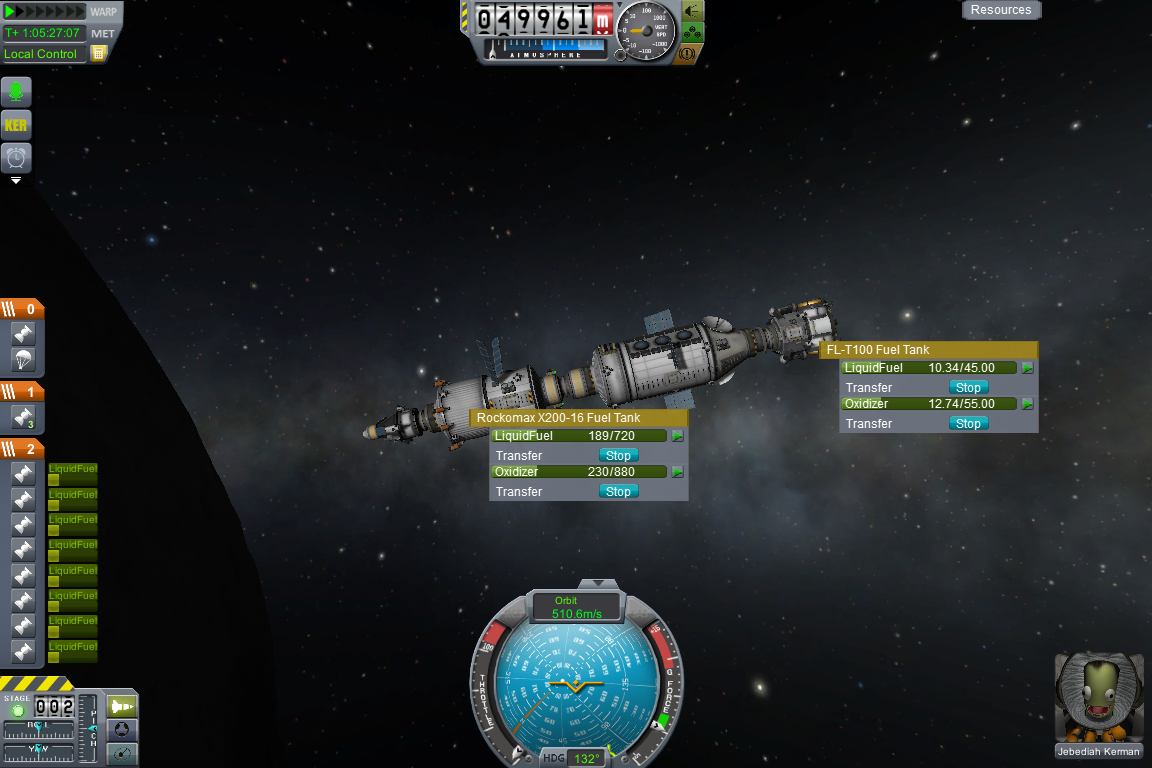 WARP
T+ 1:05:27:07 MET
Local Control
049961m
ATMOSPHERE
Resources
KER
0
1
3
2
LiquidFuel
LiquidFuel
LiquidFuel
LiquidFuel
LiquidFuel
LiquidFuel
LiquidFuel
LiquidFuel
FL-T100 Fuel Tank
LiquidFuel 10.34/45.00
Transfer Stop
Oxidizer 12.74/55.00
Transfer Stop
Rockomax X200-16 Fuel Tank
LiquidFuel 189/720
Transfer Stop
Oxidizer 230/880
Transfer Stop
Orbit
510.6m/s
THROTTLE
G FORCE
HDG 132°
STAGE
002
PITCH
Jebediah Kerman